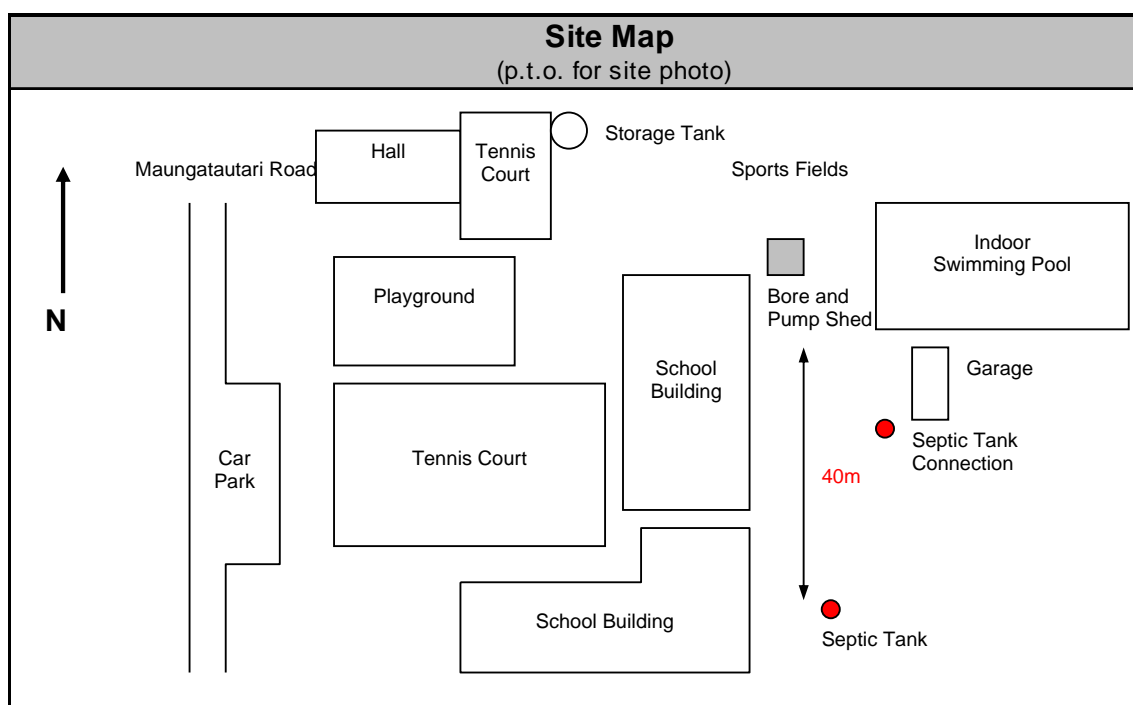 Site Map
(p.t.o. for site photo)
Maungatautari Road
Hall
Tennis
Court
Storage Tank
Sports Fields
Indoor
Swimming Pool
N
Playground
Bore and
Pump Shed
School
Building
Garage
Car
Park
Tennis Court
40m
Septic Tank
Connection
School Building
Septic Tank